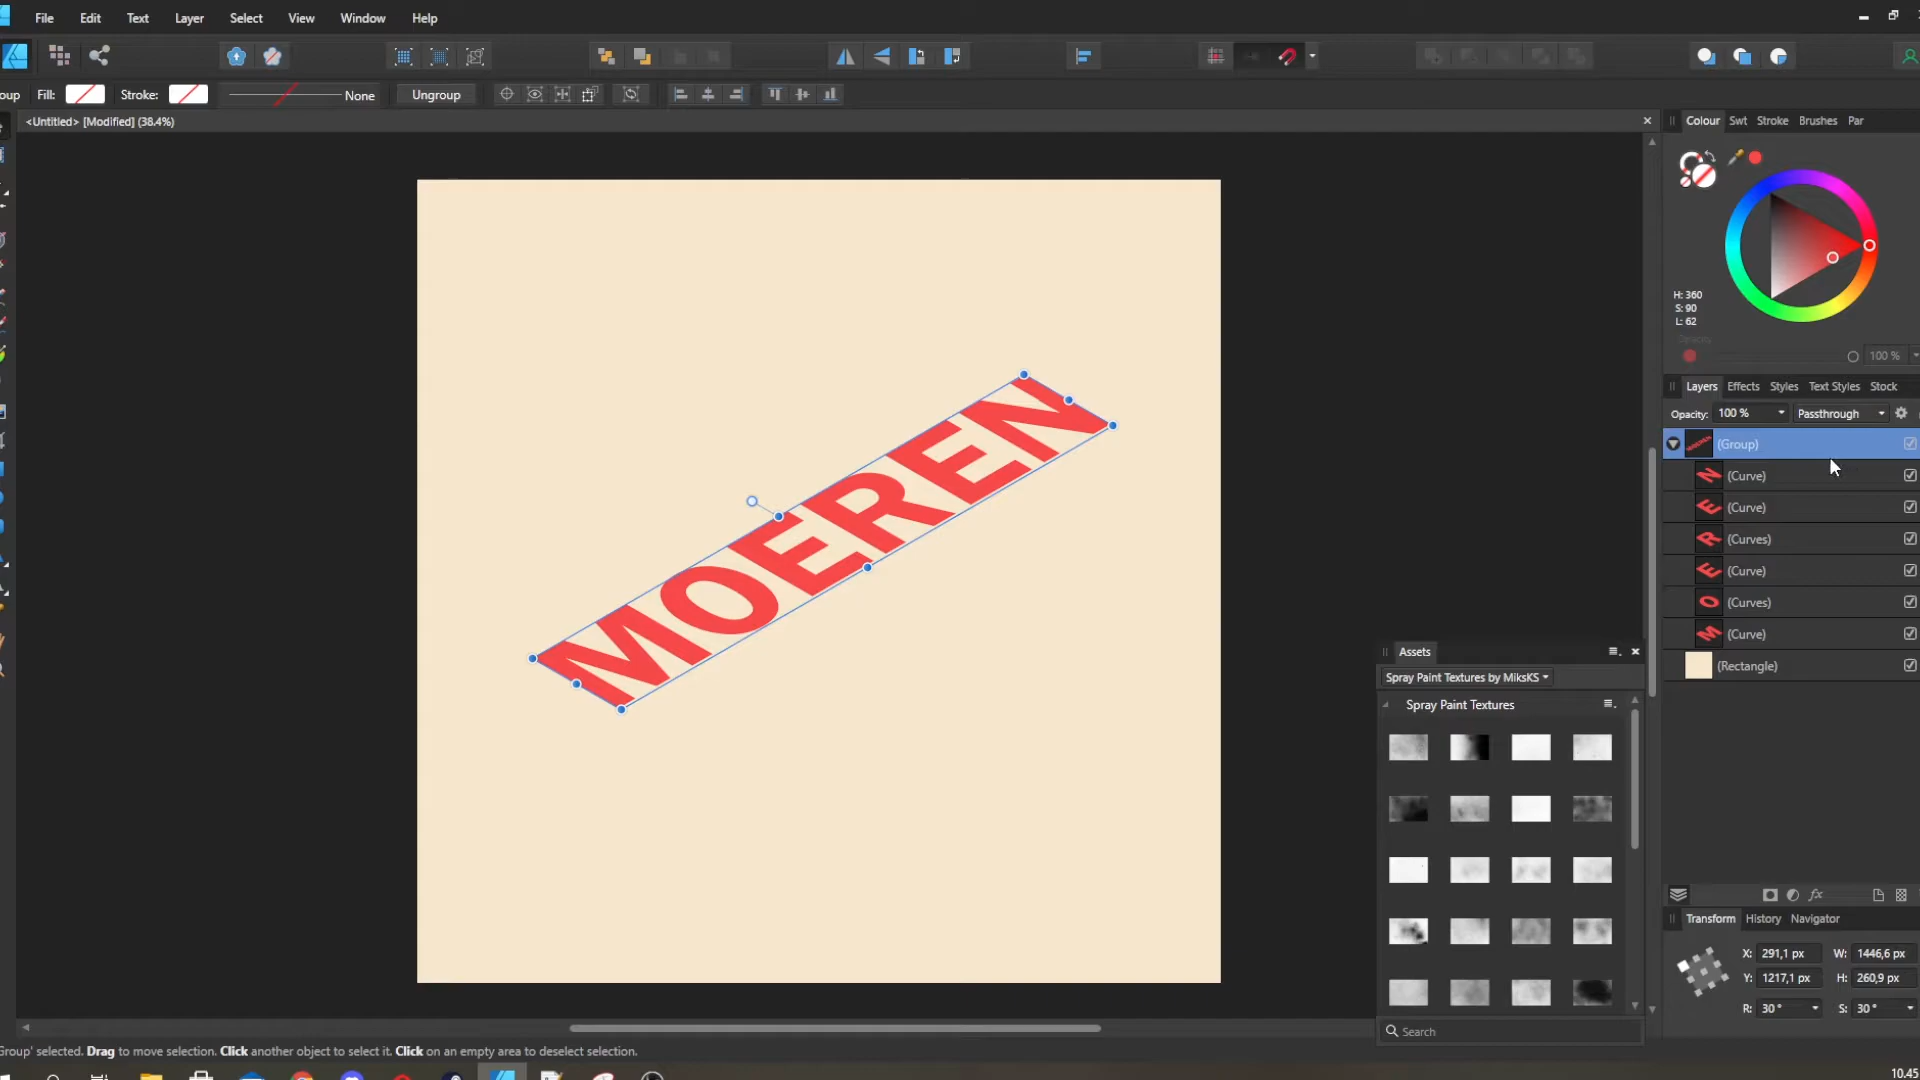 File Edit Text Layer Select View Window Help
oup Fill: Stroke: None Ungroup
<Untitled> [Modified] (38.4%)
Colour Swt Stroke Brushes Par
H: 360
S: 90
L: 62
Opacity
100 %
Layers Effects Styles Text Styles Stock
Opacity: 100 % Passthrough
(Group)
(Curve)
(Curve)
(Curves)
(Curve)
(Curves)
(Curve)
(Rectangle)
MOEREN
Assets
Spray Paint Textures by MiksKS
Spray Paint Textures
Search
fx
Transform History Navigator
X: 291,1 px W: 1446,6 px
Y: 1217,1 px H: 260,9 px
R: 30 ° S: 30 °
Group' selected. Drag to move selection. Click another object to select it. Click on an empty area to deselect selection.
10.45